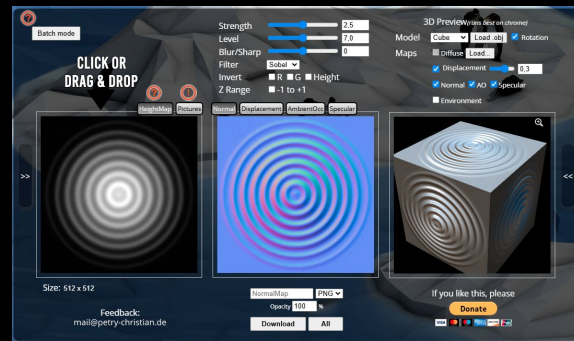 ?
Batch mode
CLICK OR
DRAG & DROP
? !
HeightMap Pictures
Size: 512 x 512
Feedback:
mail@petry-christian.de
Strength 2,5
Level 7,0
Blur/Sharp 0
Filter Sobel
Invert R G Height
Z Range -1 to +1
Normal Displacement AmbientOcc Specular
NormalMap PNG
Opacity 100 %
Download All
3D Preview(runs best on chrome)
Model Cube Load .obj Rotation
Maps Diffuse Load...
Displacement 0,3
Normal AO Specular
Environment
>>
<<
If you like this, please
Donate
VISA